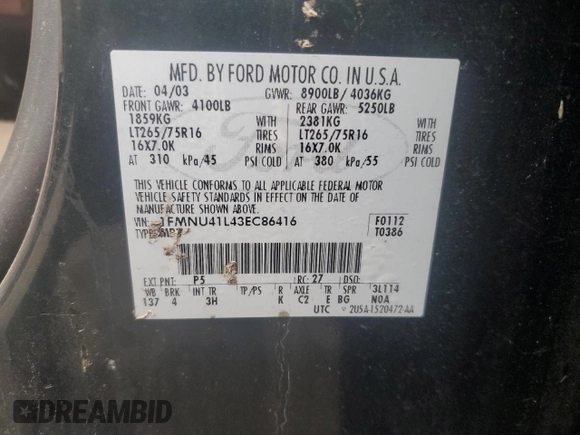 MFD. BY FORD MOTOR CO. IN U.S.A.
DATE: 04/03 GVWR: 8900LB/ 4036KG
FRONT GAWR: 4100LB REAR GAWR: 5250LB
1859KG WITH 2381KG WITH
LT265/75R16 TIRES LT265/75R16 TIRES
16X7.0K RIMS 16X7.0K RIMS
AT 310 kPa/45 PSI COLD AT 380 kPa/55 PSI COLD
THIS VEHICLE CONFORMS TO ALL APPLICABLE FEDERAL MOTOR
VEHICLE SAFETY STANDARDS IN EFFECT ON THE DATE OF
MANUFACTURE SHOWN ABOVE.
VIN: 1FMNU41L43EC86416 F0112
TYPE: T0386
EXT PNT: P5 RC: 27 DSO:
WB BRK INT TR TP/PS R AXLE TR SPR 3L114
137 4 3H K C2 E BG N0A
UTC 2U5A-1520472-AA
Ford
DREAMBID